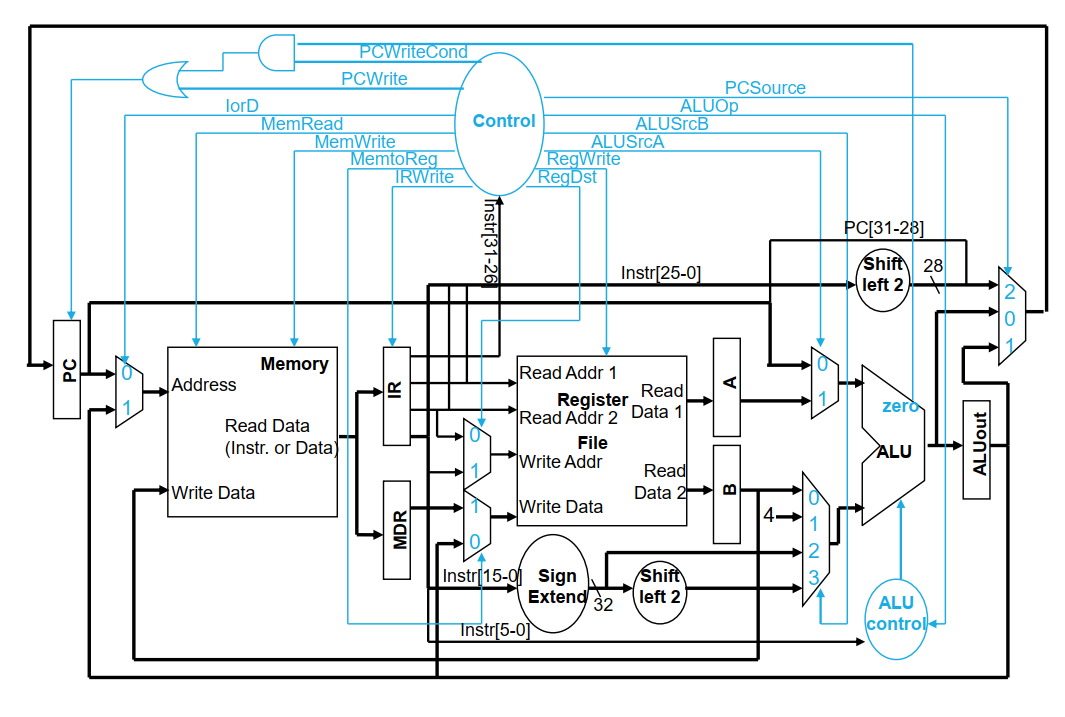 PCWriteCond
PCWrite
IorD
MemRead
MemWrite
MemtoReg
IRWrite
Control
PCSource
ALUOp
ALUSrcB
ALUSrcA
RegWrite
RegDst
Instr[31-26]
PC[31-28]
Instr[25-0]
Shift
left 2
28
2
0
1
PC
0
1
Memory
Address
Read Data
(Instr. or Data)
Write Data
IR
MDR
Read Addr 1
Register
Read Addr 2
File
Write Addr
Write Data
Read
Data 1
Read
Data 2
0
1
1
0
A
B
0
1
4
0
1
2
3
zero
ALU
ALUout
Instr[15-0]
Sign
Extend
32
Shift
left 2
ALU
control
Instr[5-0]